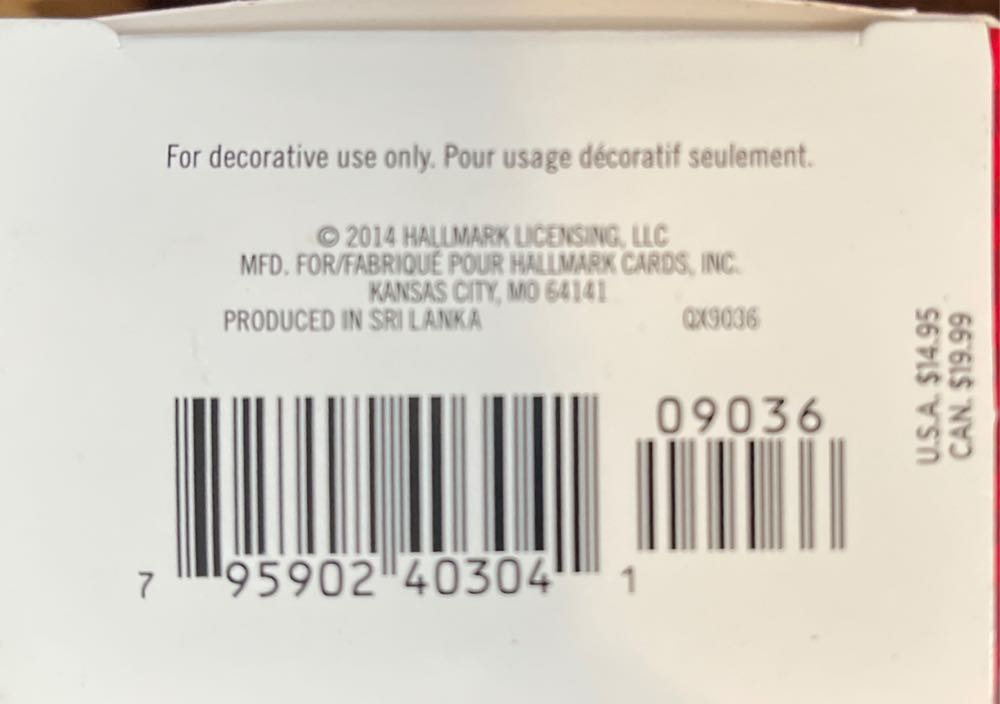 For decorative use only. Pour usage décoratif seulement.
© 2014 HALLMARK LICENSING, LLC
MFD. FOR/FABRIQUÉ POUR HALLMARK CARDS, INC.
KANSAS CITY, MO 64141
PRODUCED IN SRI LANKA QX9036
U.S.A. $14.95
CAN. $19.99
09036
7 95902 40304 1